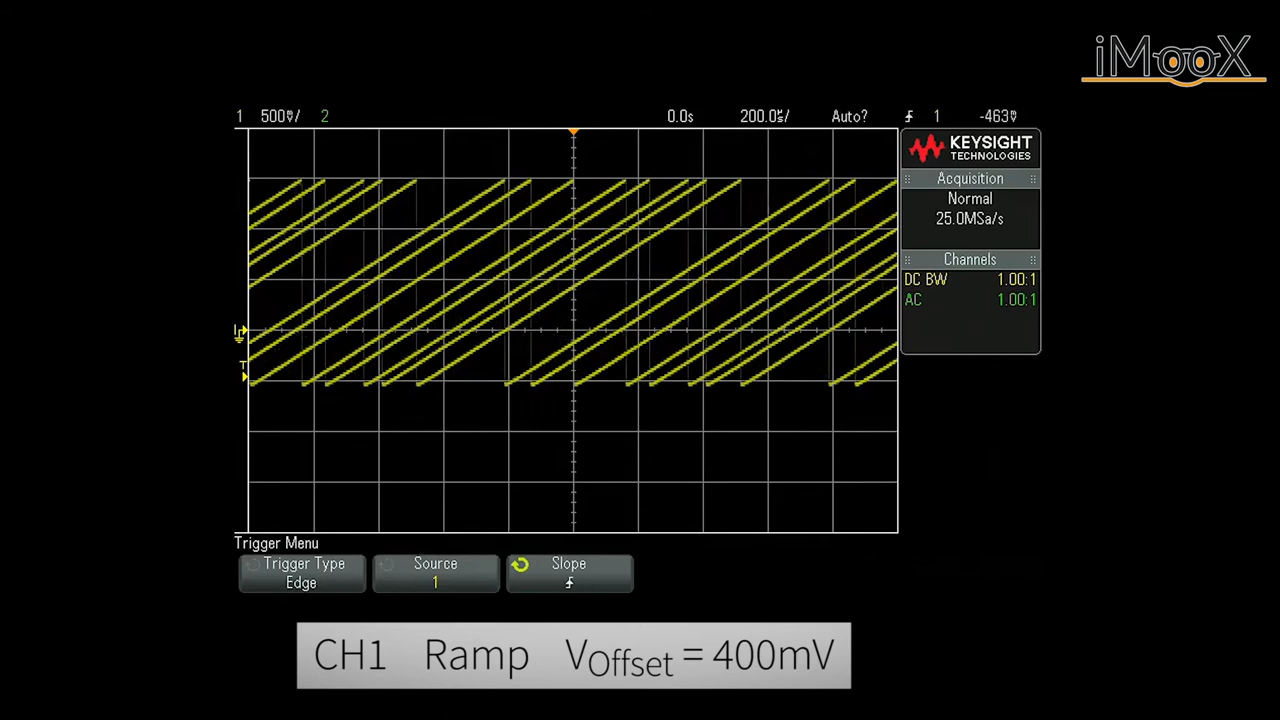 iMooX
1 500mV/ 2 0.0s 200.0µs/ Auto? 1 -463mV
KEYSIGHT
TECHNOLOGIES
Acquisition
Normal
25.0MSa/s
Channels
DC BW 1.00:1
AC 1.00:1
T
Trigger Menu
Trigger Type
Edge
Source
1
Slope
CH1 Ramp VOffset = 400mV